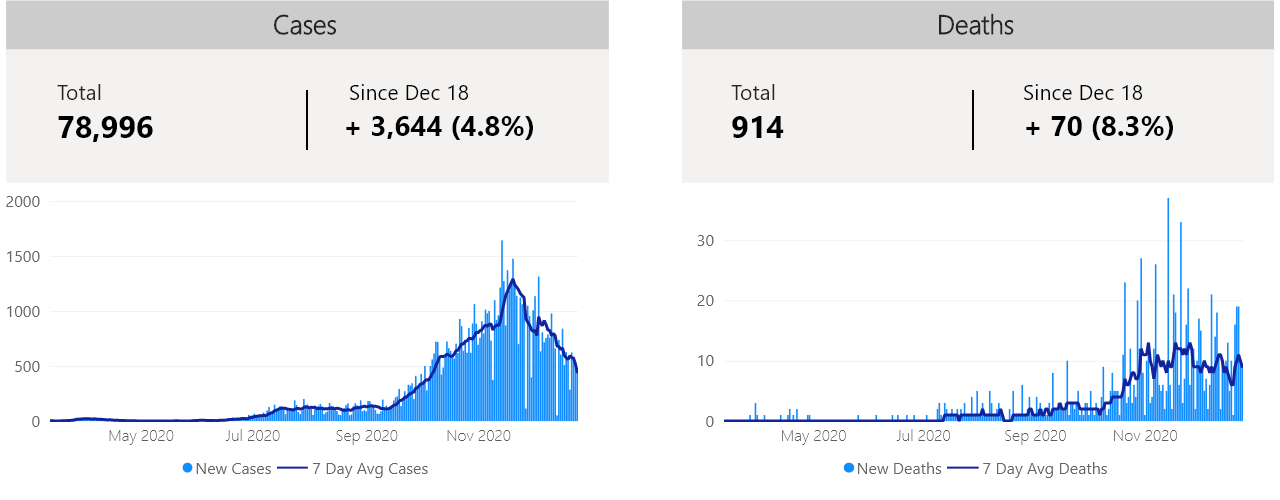 Cases
Total
Since Dec 18
78,996
+ 3,644 (4.8%)
2000
1500
1000
500
0
May 2020
Jul 2020
Sep 2020
Nov 2020
New Cases
7 Day Avg Cases
Deaths
Total
Since Dec 18
914
+ 70 (8.3%)
30
20
10
0
May 2020
Jul 2020
Sep 2020
Nov 2020
New Deaths
7 Day Avg Deaths